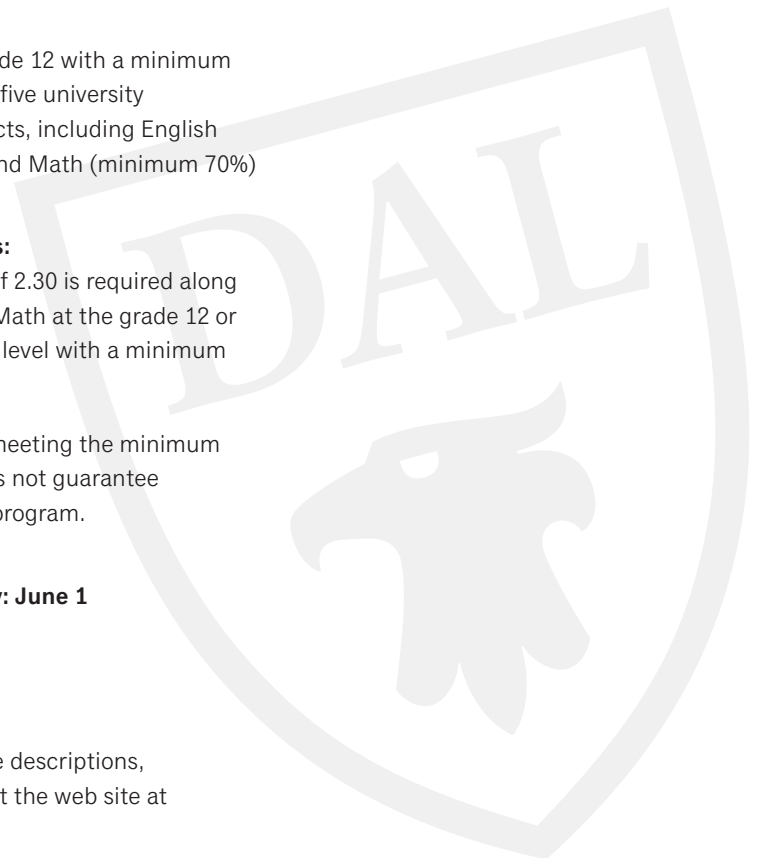 de 12 with a minimum
five university
cts, including English
nd Math (minimum 70%)
s:
f 2.30 is required along
Math at the grade 12 or
level with a minimum
meeting the minimum
s not guarantee
program.
y: June 1
e descriptions,
t the web site at
DAL